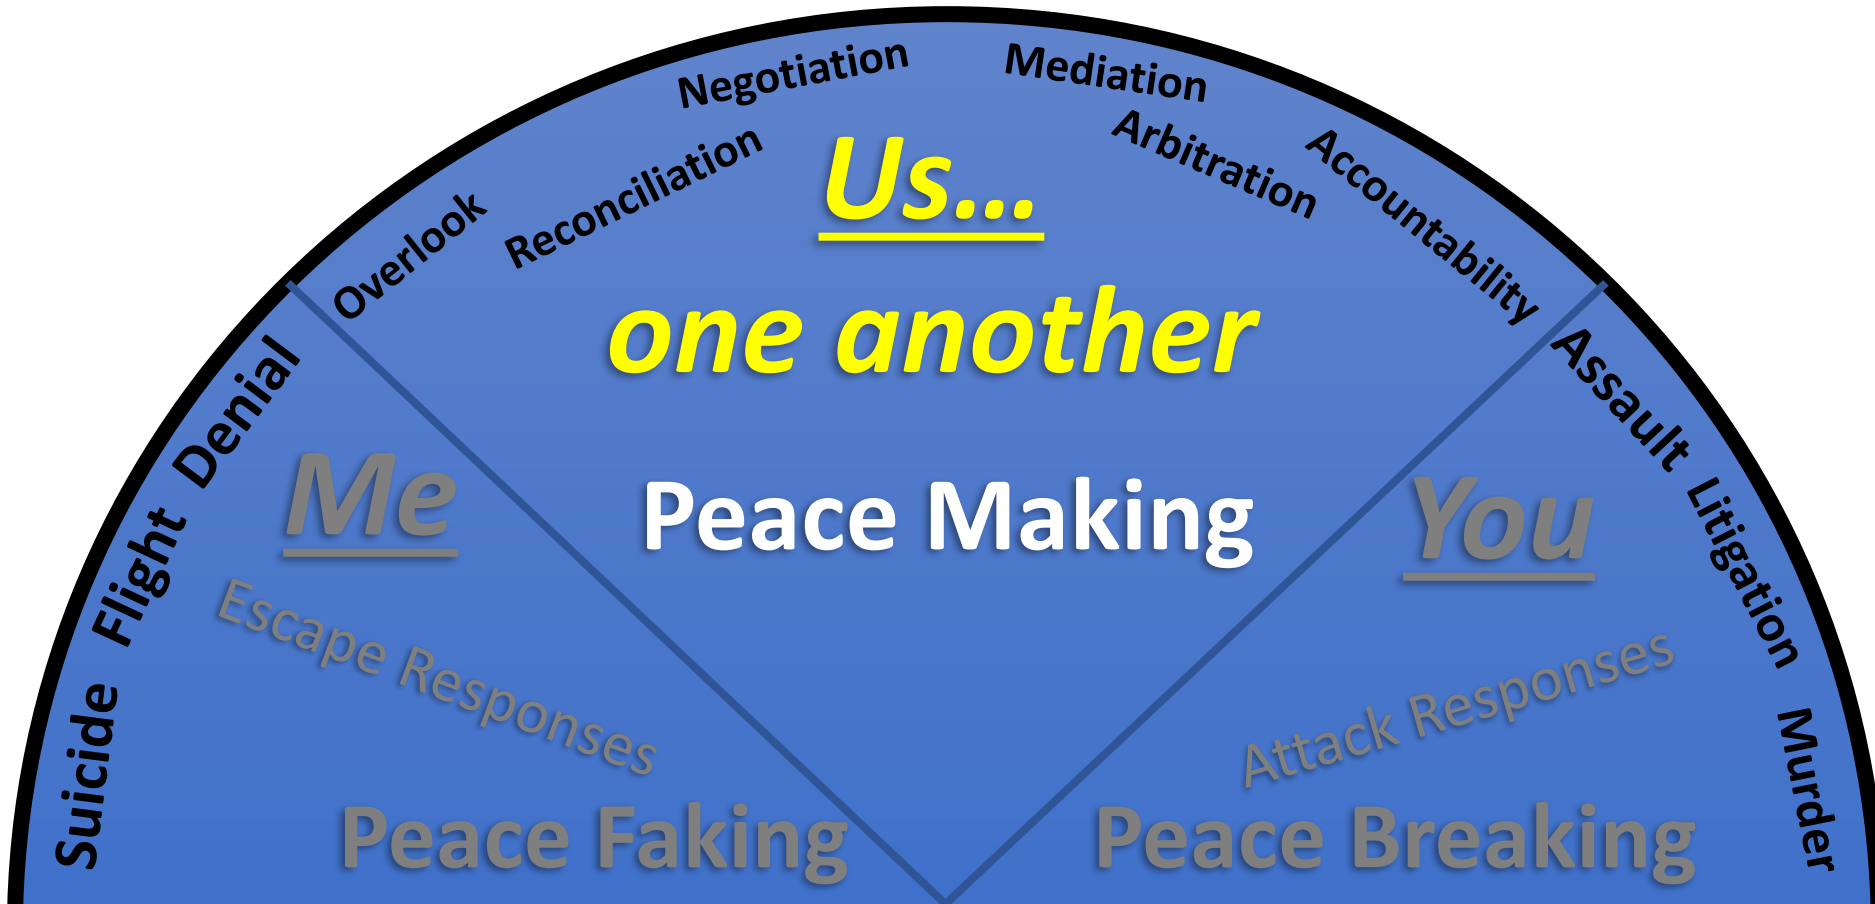 Suicide
Flight
Denial
Overlook
Reconciliation
Negotiation
Mediation
Arbitration
Accountability
Assault
Litigation
Murder
Us...
one another
Peace Making
Me
Escape Responses
Peace Faking
You
Attack Responses
Peace Breaking